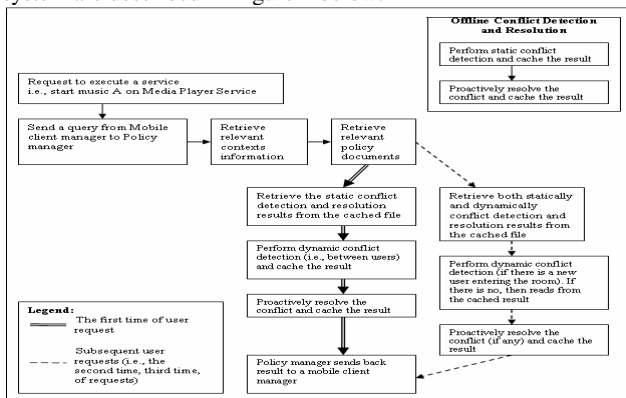 Offline Conflict Detection
and Resolution
Perform static conflict
detection and cache the result
Proactively resolve the
conflict and cache the result
Request to execute a service
i.e., start music A on Media Player Service
Send a query from Mobile
client manager to Policy
manager
Retrieve
relevant
contexts
information
Retrieve
relevant
policy
documents
Retrieve the static conflict
detection and resolution
results from the cached file
Perform dynamic conflict
detection (i.e., between users)
and cache the result
Proactively resolve the
conflict and cache the result
Policy manager sends back
result to a mobile client
manager
Retrieve both statically
and dynamically
conflict detection and
resolution results from
the cached file
Perform dynamic conflict
detection (if there is a new
user entering the room). If
there is no, then reads from
the cached result
Proactively resolve the
conflict (if any) and cache the
result
Legend:
The first time of user
request
Subsequent user
requests (i.e., the
second time, third time,
of requests)